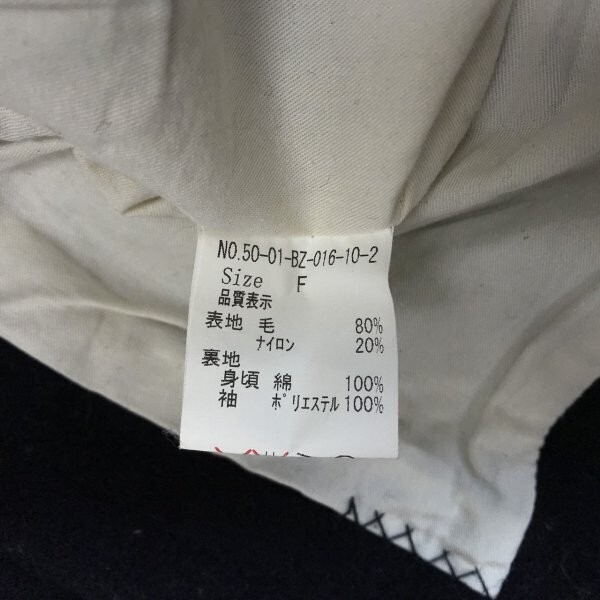 NO.50-01-BZ-016-10-2
Size F
品質表示
表地 毛 80%
ナイロン 20%
裏地
身頃 綿 100%
袖 ポリエステル 100%